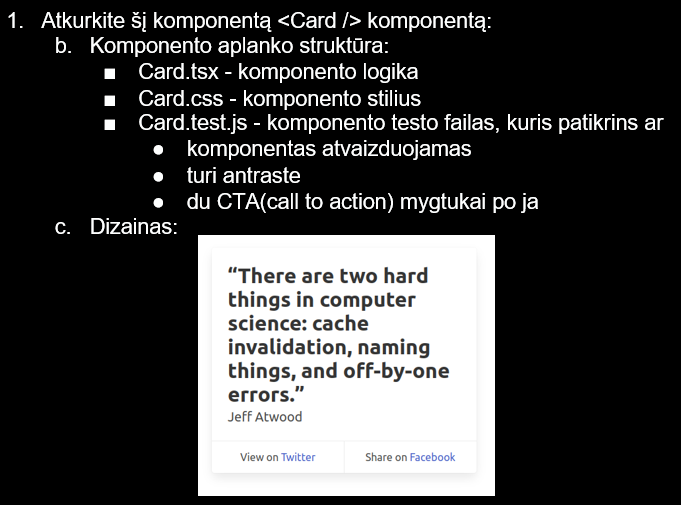 1. Atkurkite šį komponentą <Card /> komponentą:
b. Komponento aplanko struktūra:
■ Card.tsx - komponento logika
■ Card.css - komponento stilius
■ Card.test.js - komponento testo failas, kuris patikrins ar
● komponentas atvaizduojamas
● turi antraste
● du CTA(call to action) mygtukai po ja
c. Dizainas:
“There are two hard
things in computer
science: cache
invalidation, naming
things, and off-by-one
errors.”
Jeff Atwood
View on Twitter Share on Facebook